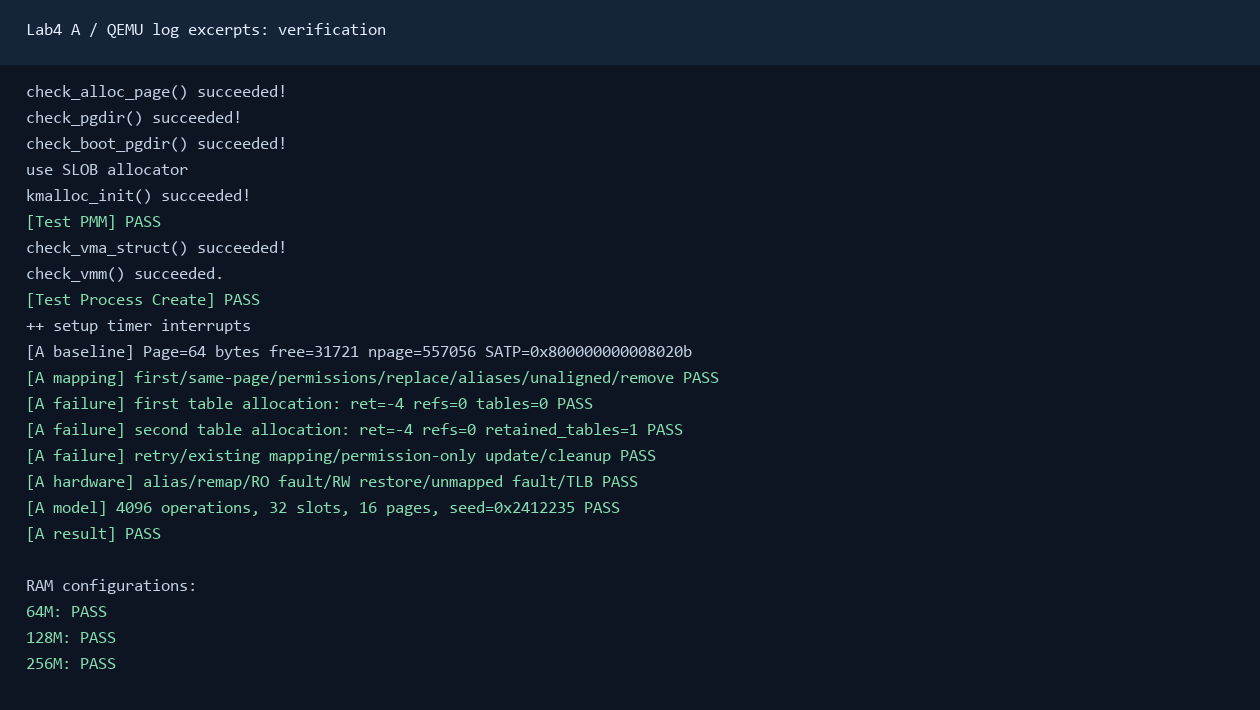 Lab4 A / QEMU log excerpts: verification
check_alloc_page() succeeded!
check_pgdir() succeeded!
check_boot_pgdir() succeeded!
use SLOB allocator
kmalloc_init() succeeded!
[Test PMM] PASS
check_vma_struct() succeeded!
check_vmm() succeeded.
[Test Process Create] PASS
++ setup timer interrupts
[A baseline] Page=64 bytes free=31721 npage=557056 SATP=0x800000000008020b
[A mapping] first/same-page/permissions/replace/aliases/unaligned/remove PASS
[A failure] first table allocation: ret=-4 refs=0 tables=0 PASS
[A failure] second table allocation: ret=-4 refs=0 retained_tables=1 PASS
[A failure] retry/existing mapping/permission-only update/cleanup PASS
[A hardware] alias/remap/RO fault/RW restore/unmapped fault/TLB PASS
[A model] 4096 operations, 32 slots, 16 pages, seed=0x2412235 PASS
[A result] PASS
RAM configurations:
64M: PASS
128M: PASS
256M: PASS